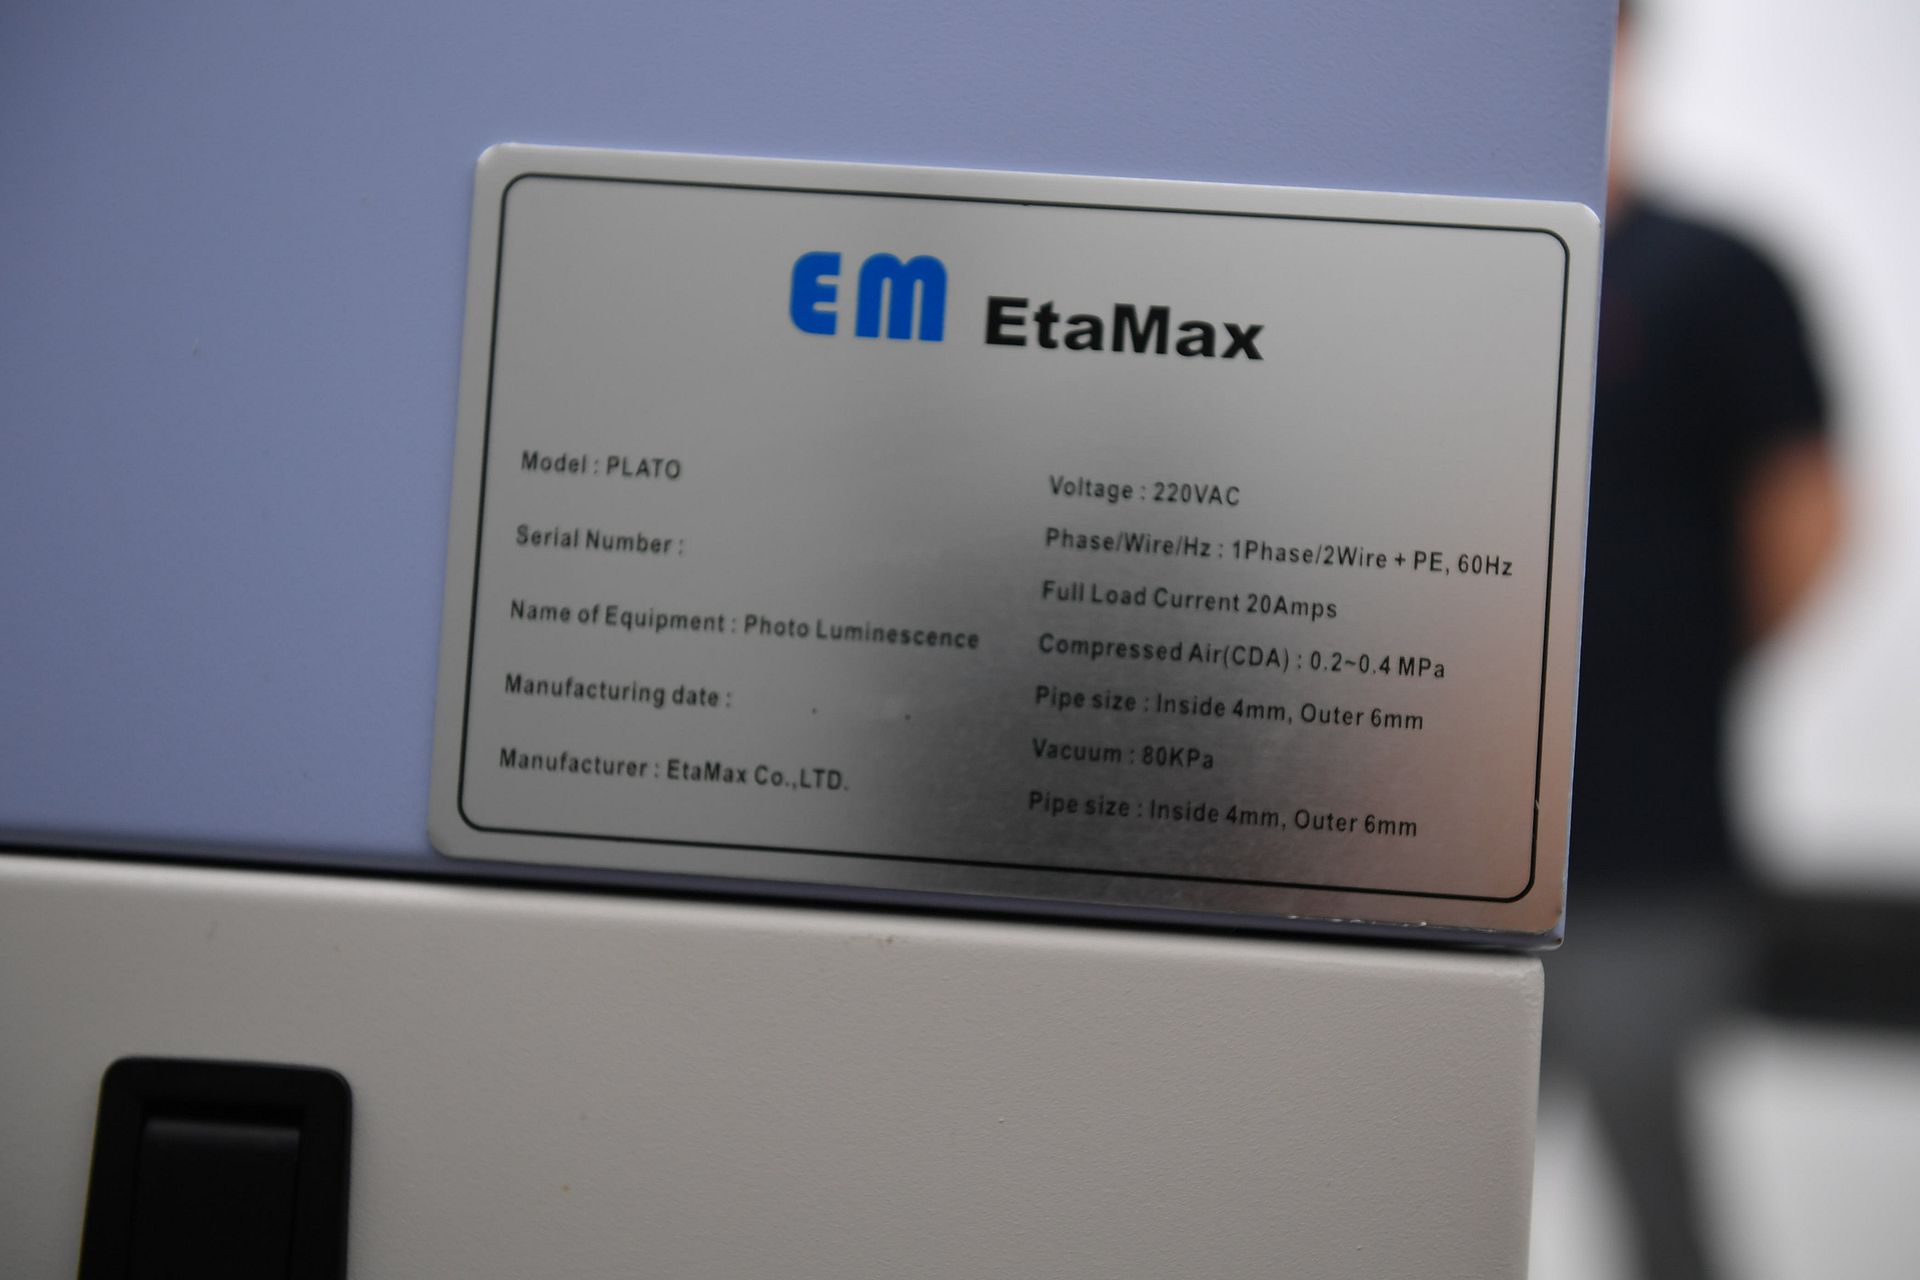 EM EtaMax
Model : PLATO
Serial Number :
Name of Equipment : Photo Luminescence
Manufacturing date :
Manufacturer : EtaMax Co.,LTD.
Voltage : 220VAC
Phase/Wire/Hz : 1Phase/2Wire + PE, 60Hz
Full Load Current 20Amps
Compressed Air(CDA) : 0.2~0.4 MPa
Pipe size : Inside 4mm, Outer 6mm
Vacuum : 80KPa
Pipe size : Inside 4mm, Outer 6mm